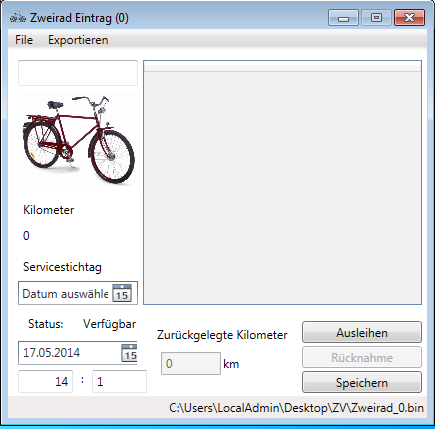 Zweirad Eintrag (0)
File Exportieren
Kilometer
0
Servicestichtag
Datum auswähle 15
Status: Verfügbar
17.05.2014 15
14 : 1
Zurückgelegte Kilometer
0 km
Ausleihen
Rücknahme
Speichern
C:\Users\LocalAdmin\Desktop\ZV\Zweirad_0.bin